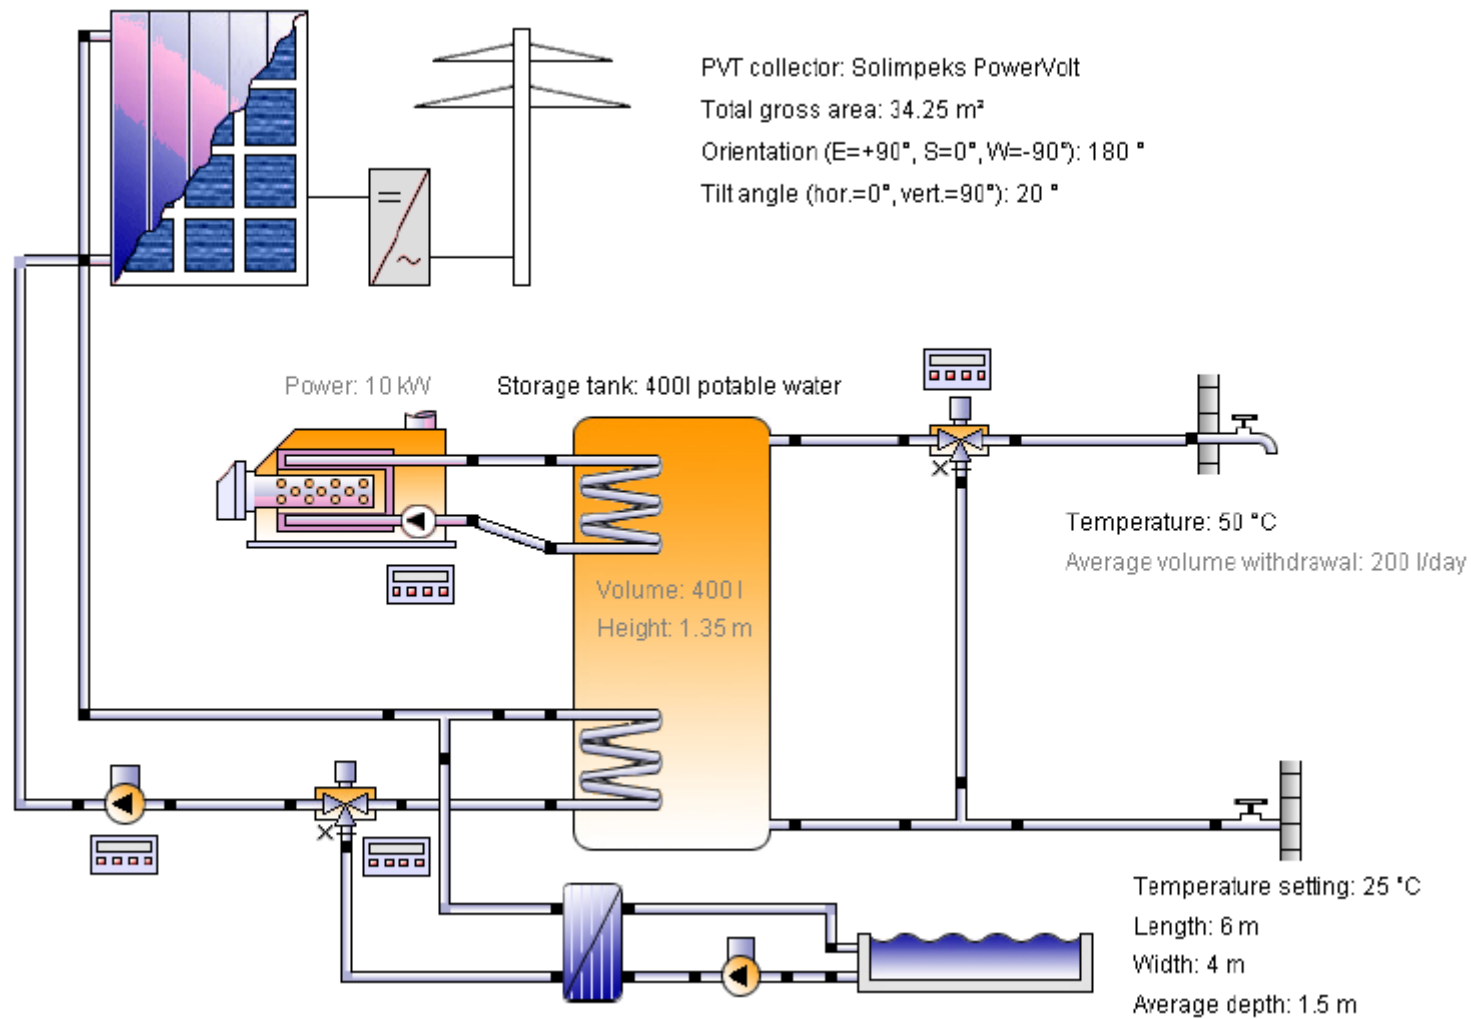 PVT collector: Solimpeks PowerVolt
Total gross area: 34.25 m²
Orientation (E=+90°, S=0°, W=-90°): 180 °
Tilt angle (hor.=0°, vert.=90°): 20 °
Power: 10 kW
Storage tank: 400l potable water
Temperature: 50 °C
Average volume withdrawal: 200 l/day
Volume: 400 l
Height: 1.35 m
Temperature setting: 25 °C
Length: 6 m
Width: 4 m
Average depth: 1.5 m